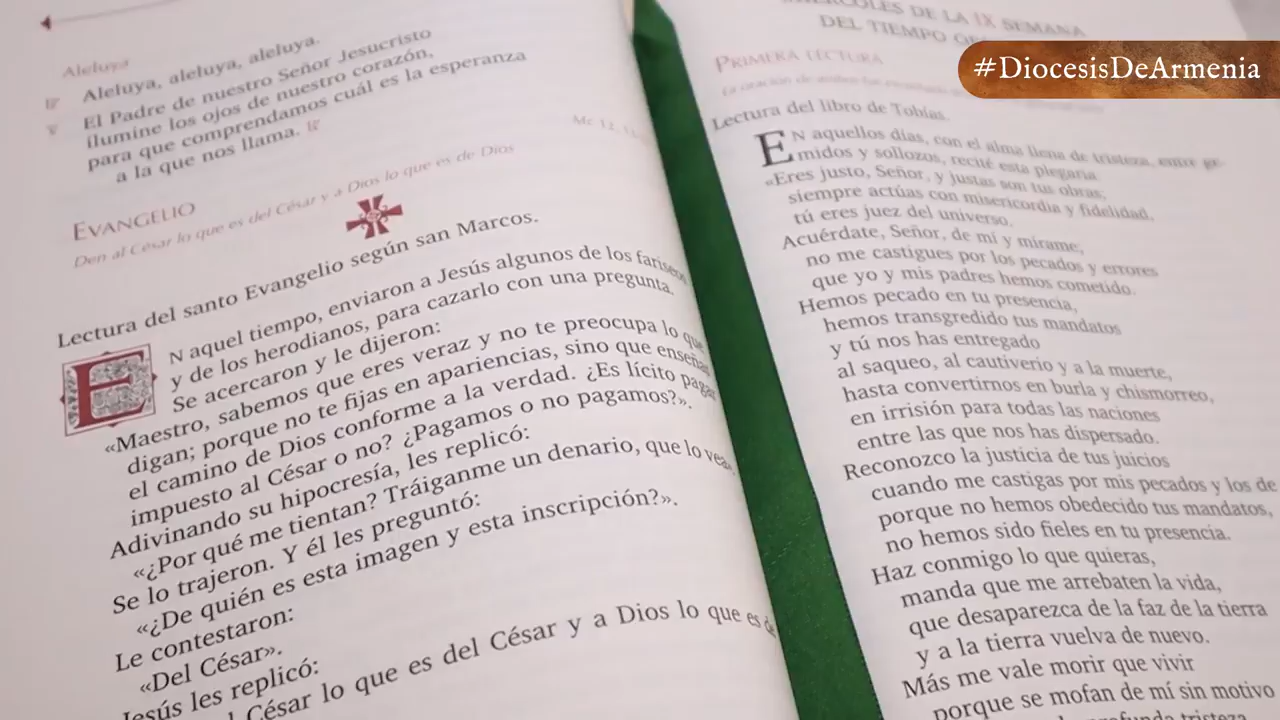 Aleluya
Aleluya, aleluya, aleluya.
El Padre de nuestro Señor Jesucristo
ilumine los ojos de nuestro corazón,
para que comprendamos cuál es la esperanza
a la que nos llama.
Mc 12,
EVANGELIO
Den al César lo que es del César y a Dios lo que es de Dios
Lectura del santo Evangelio según san Marcos.
EN aquel tiempo, enviaron a Jesús algunos de los fariseos
y de los herodianos, para cazarlo con una pregunta.
Se acercaron y le dijeron:
«Maestro, sabemos que eres veraz y no te preocupa lo que
digan; porque no te fijas en apariencias, sino que enseñas
el camino de Dios conforme a la verdad. ¿Es lícito pagar
impuesto al César o no? ¿Pagamos o no pagamos?».
Adivinando su hipocresía, les replicó:
«¿Por qué me tientan? Tráiganme un denario, que lo vea».
Se lo trajeron. Y él les preguntó:
«¿De quién es esta imagen y esta inscripción?».
Le contestaron:
«Del César».
Jesús les replicó:
César lo que es del César y a Dios lo que es de
DE LA IX SEMANA
DEL TIEMPO
#DiocesisDeArmenia
PRIMERA LECTURA
Lectura del libro de Tobías.
EN aquellos días, con el alma llena de tristeza, entre ge-
midos y sollozos, recité esta plegaria:
«Eres justo, Señor, y justas son tus obras;
siempre actúas con misericordia y fidelidad,
tú eres juez del universo.
Acuérdate, Señor, de mí y mírame,
no me castigues por los pecados y errores
que yo y mis padres hemos cometido.
Hemos pecado en tu presencia,
hemos transgredido tus mandatos
y tú nos has entregado
al saqueo, al cautiverio y a la muerte,
hasta convertirnos en burla y chismorreo,
en irrisión para todas las naciones
entre las que nos has dispersado.
Reconozco la justicia de tus juicios
cuando me castigas por mis pecados y los de
porque no hemos obedecido tus mandatos,
no hemos sido fieles en tu presencia.
Haz conmigo lo que quieras,
manda que me arrebaten la vida,
que desaparezca de la faz de la tierra
y a la tierra vuelva de nuevo.
Más me vale morir que vivir
porque se mofan de mí sin motivo
profunda tristeza